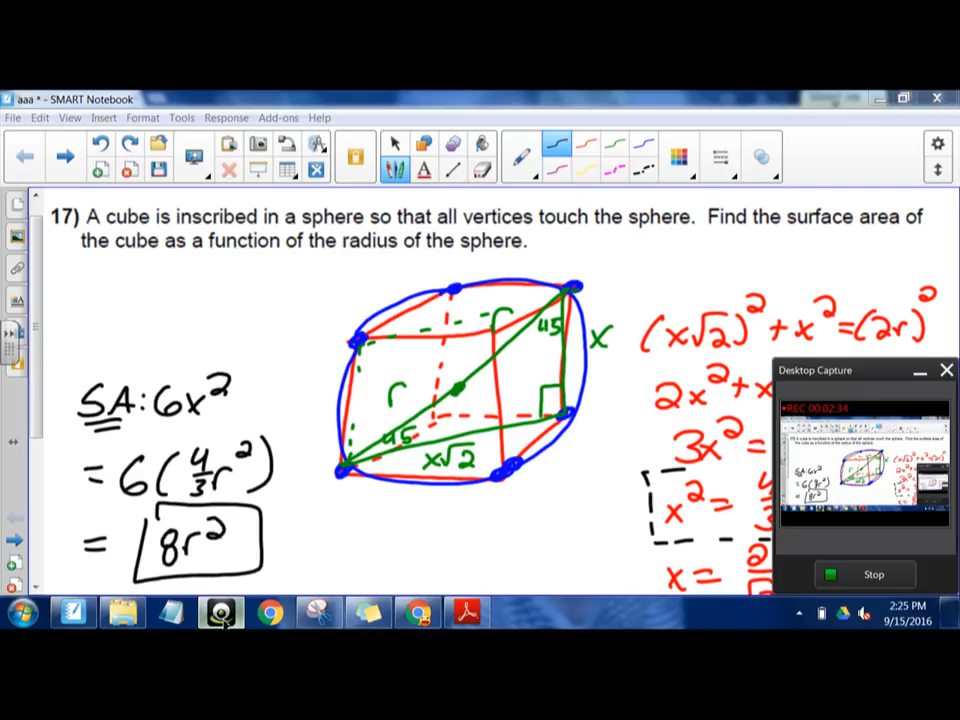 aaa * - SMART Notebook
File Edit View Insert Format Tools Response Add-ons Help
17) A cube is inscribed in a sphere so that all vertices touch the sphere. Find the surface area of
the cube as a function of the radius of the sphere.
SA: 6x²
= 6(4/3 r²)
= 8r²
r
r
45
45
x
x√2
(x√2)² + x² = (2r)²
2x² + x
3x² =
x² =
x = 2
Desktop Capture
REC 00:02:34
Stop
2:25 PM
9/15/2016